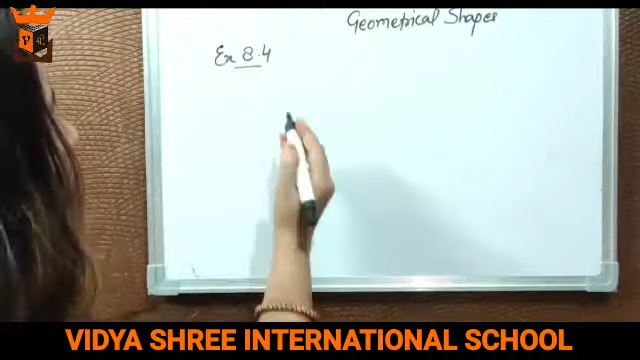 Geometrical Shapes
Ex 8.4
VIDYA SHREE INTERNATIONAL SCHOOL